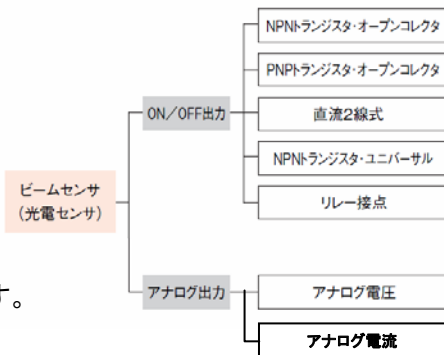 NPNトランジスタ・オープンコレクタ
PNPトランジスタ・オープンコレクタ
ON／OFF出力
直流2線式
NPNトランジスタ・ユニバーサル
ビームセンサ
（光電センサ）
リレー接点
す。
アナログ出力
アナログ電圧
アナログ電流